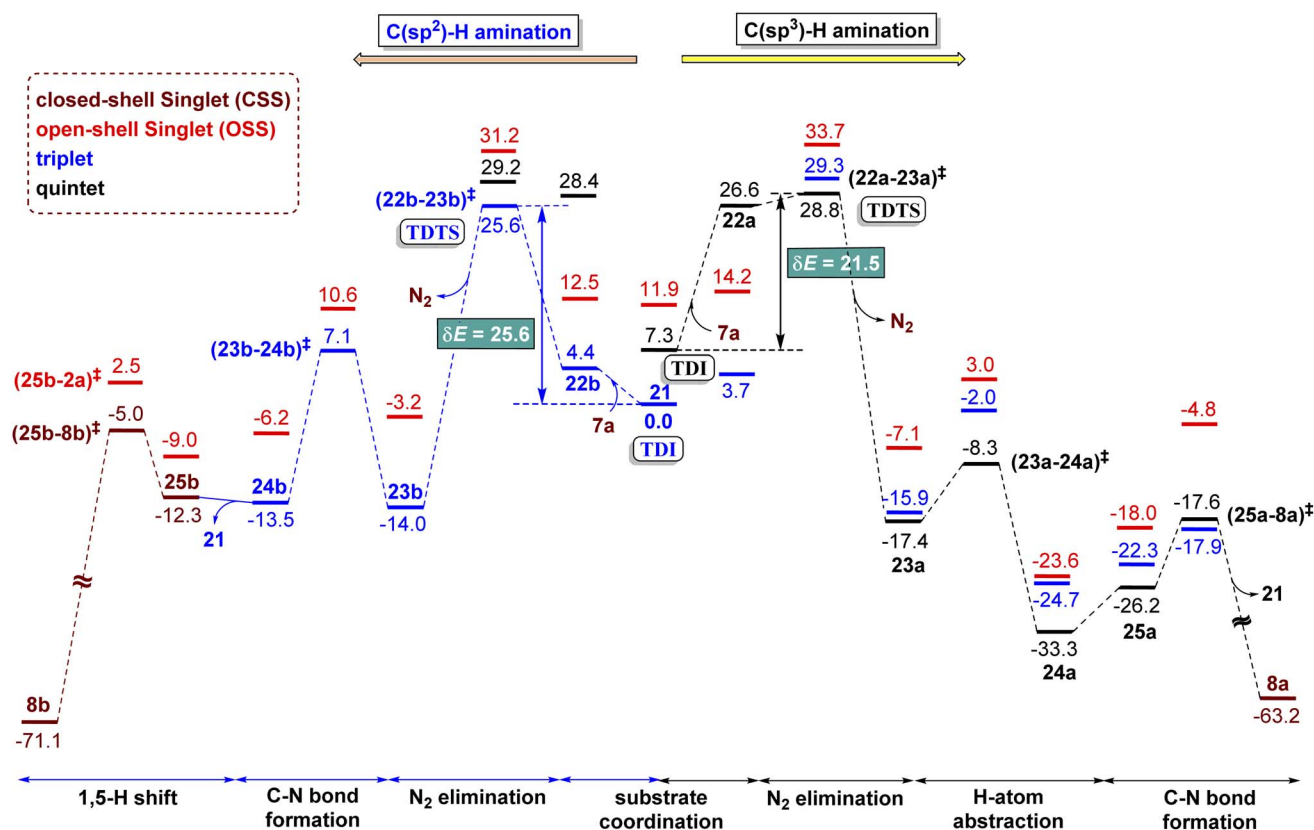 C(sp²)-H amination
C(sp³)-H amination
closed-shell Singlet (CSS)
open-shell Singlet (OSS)
triplet
quintet
31.2
29.2
(22b-23b)‡
TDTS
25.6
28.4
33.7
29.3
(22a-23a)‡
28.8
TDTS
26.6
22a
N₂
δE = 25.6
12.5
4.4
22b
7a
11.9
7.3
TDI
21
0.0
TDI
14.2
7a
3.7
δE = 21.5
N₂
10.6
(23b-24b)‡
7.1
(25b-2a)‡
2.5
(25b-8b)‡
-5.0
-9.0
25b
-12.3
21
-6.2
24b
-13.5
-3.2
23b
-14.0
8b
-71.1
-7.1
-15.9
-17.4
23a
3.0
-2.0
-8.3
(23a-24a)‡
-23.6
-24.7
-33.3
24a
-18.0
-22.3
-26.2
25a
-4.8
-17.6
(25a-8a)‡
-17.9
21
8a
-63.2
1,5-H shift
C-N bond
formation
N₂ elimination
substrate
coordination
N₂ elimination
H-atom
abstraction
C-N bond
formation